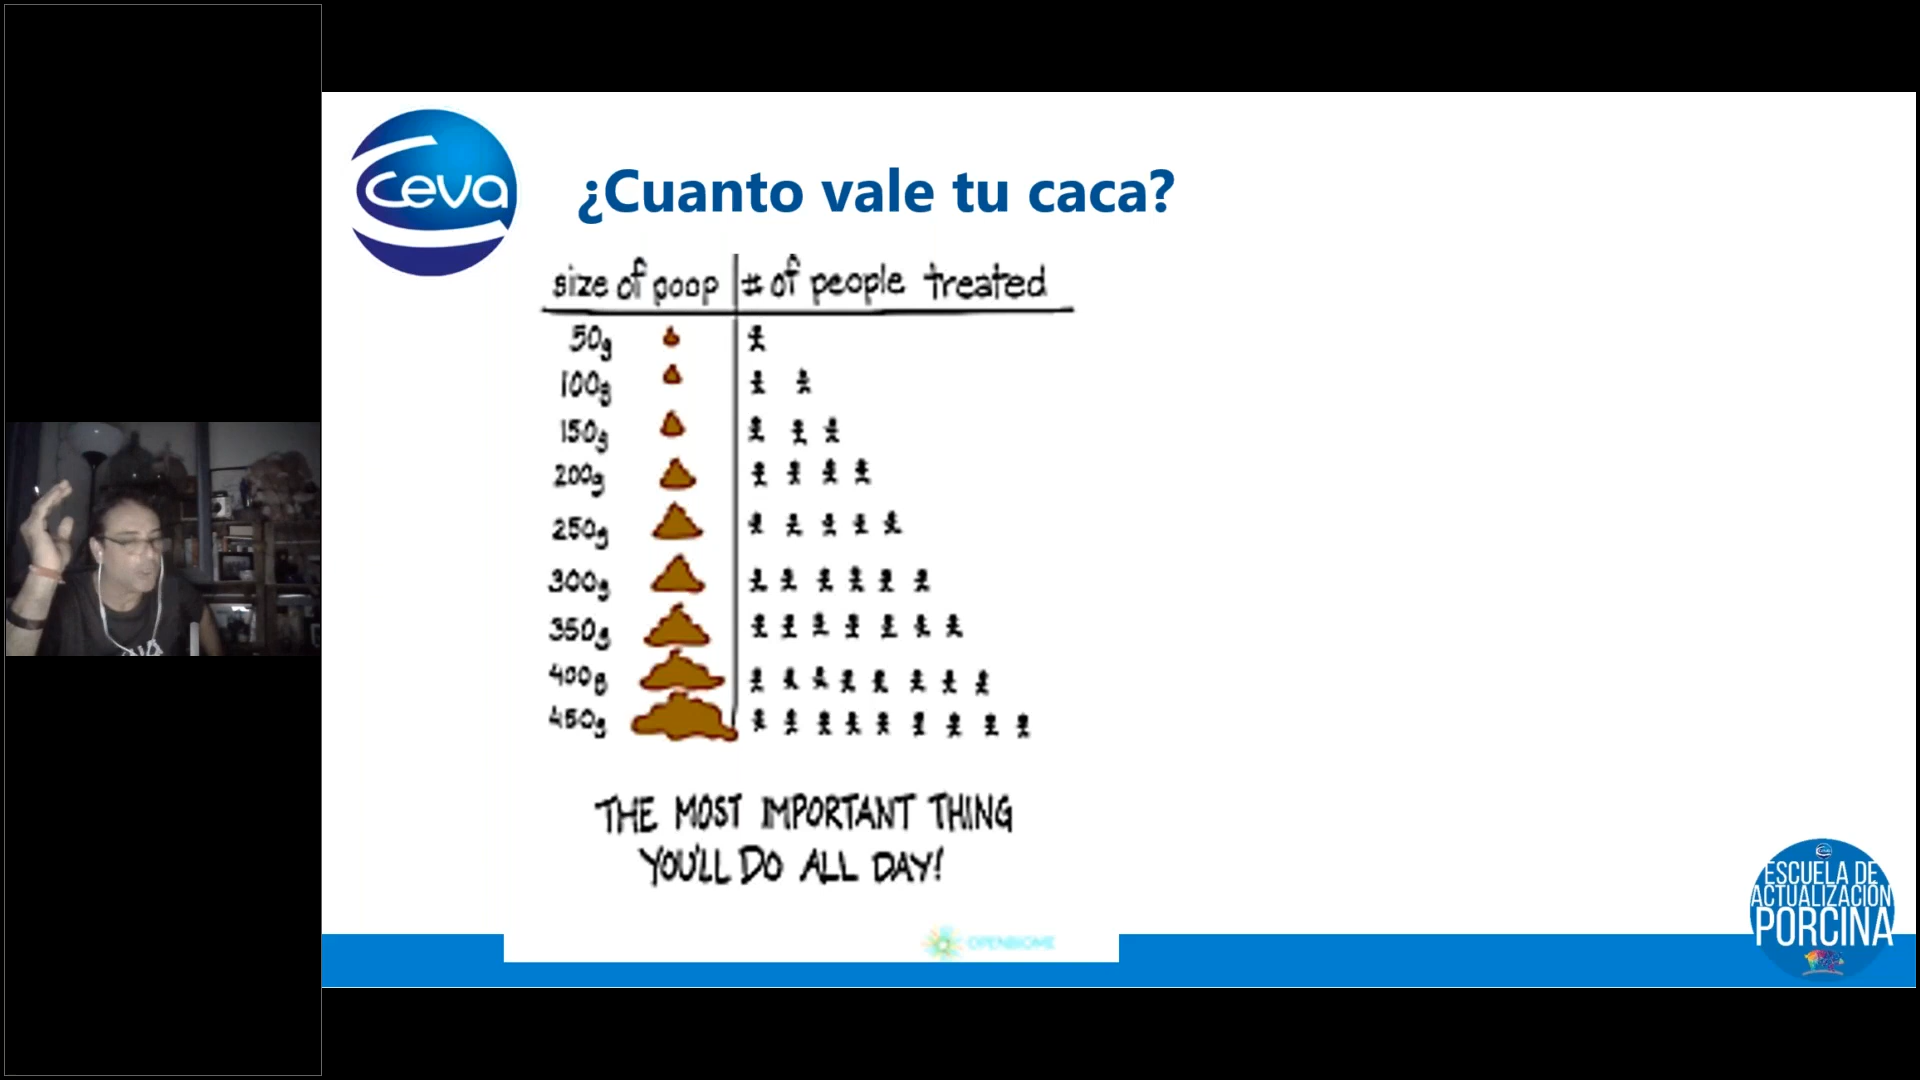 Ceva
¿Cuanto vale tu caca?
size of poop # of people treated
50g
100g
150g
200g
250g
300g
350g
400g
450g
THE MOST IMPORTANT THING
YOU'LL DO ALL DAY!
OPENBIOME
ESCUELA DE
ACTUALIZACIÓN
PORCINA